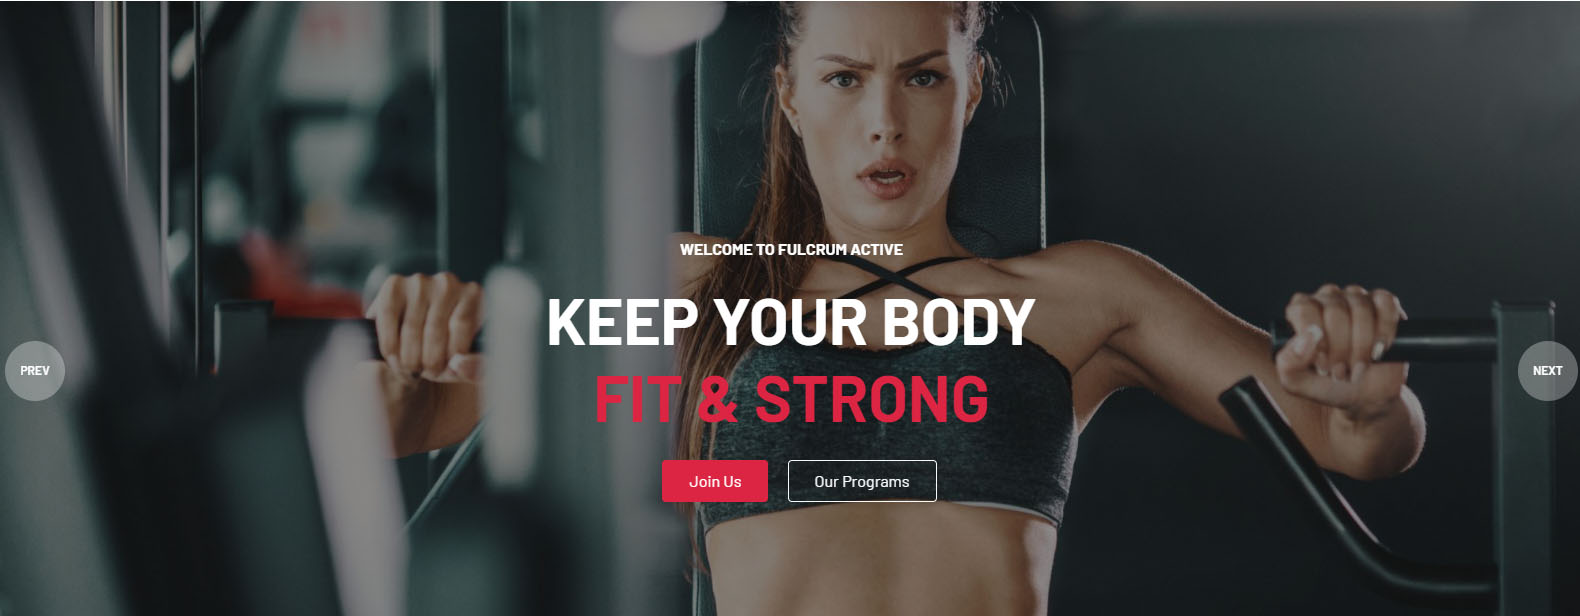 WELCOME TO FULCRUM ACTIVE
KEEP YOUR BODY
FIT & STRONG
PREV
NEXT
Join Us
Our Programs